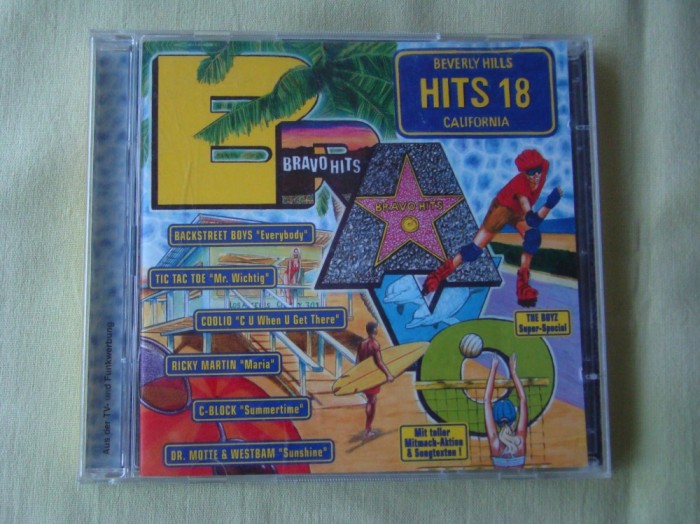 BRAVO
BEVERLY HILLS
HITS 18
CALIFORNIA
BRAVO HITS
BRAVO HITS
BACKSTREET BOYS "Everybody"
TIC TAC TOE "Mr. Wichtig"
COOLIO "C U When U Get There"
RICKY MARTIN "Maria"
C-BLOCK "Summertime"
DR. MOTTE & WESTBAM "Sunshine"
THE BOYZ
Super-Special
Mit toller
Mitmach-Aktion
& Songtexten !
Aus der TV- und Funkwerbung